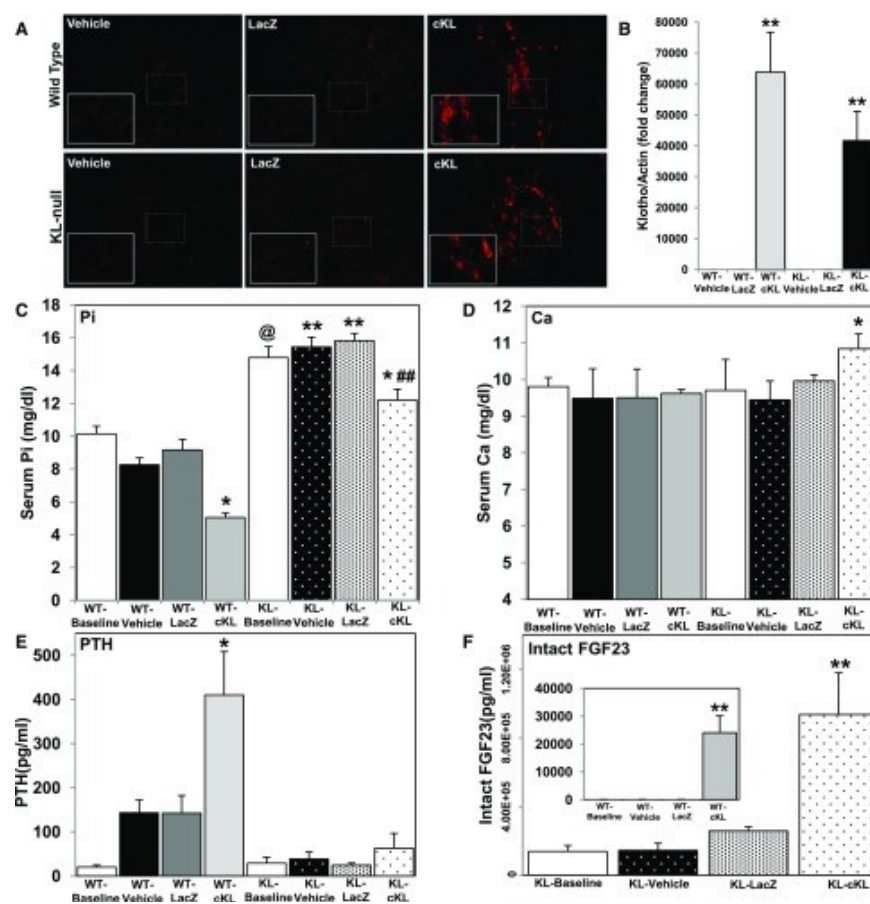 A
Vehicle
LacZ
cKL
Wild Type
Vehicle
LacZ
cKL
KL-null
B
Klotho/Actin (fold change)
80000
70000
60000
50000
40000
30000
20000
10000
0
**
**
WT-Vehicle
WT-LacZ
WT-cKL
KL-Vehicle
KL-LacZ
KL-cKL
C
Pi
Serum Pi (mg/dl)
18
16
14
12
10
8
6
4
2
0
*
@
**
**
* ##
WT-Baseline
WT-Vehicle
WT-LacZ
WT-cKL
KL-Baseline
KL-Vehicle
KL-LacZ
KL-cKL
D
Ca
Serum Ca (mg/dl)
12
11
10
9
8
7
6
5
4
*
WT-Baseline
WT-Vehicle
WT-LacZ
WT-cKL
KL-Baseline
KL-Vehicle
KL-LacZ
KL-cKL
E
PTH
PTH(pg/ml)
500
400
300
200
100
0
*
WT-Baseline
WT-Vehicle
WT-LacZ
WT-cKL
KL-Baseline
KL-Vehicle
KL-LacZ
KL-cKL
F
Intact FGF23
Intact FGF23(pg/ml)
1.20E+06
8.00E+05
4.00E+05
0
40000
30000
20000
10000
0
**
WT-Baseline
WT-Vehicle
WT-LacZ
WT-cKL
**
KL-Baseline
KL-Vehicle
KL-LacZ
KL-cKL